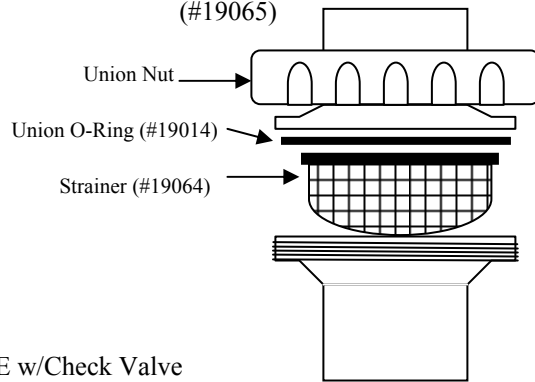 (#19065)
Union Nut
Union O-Ring (#19014)
Strainer (#19064)
w/Check Valve